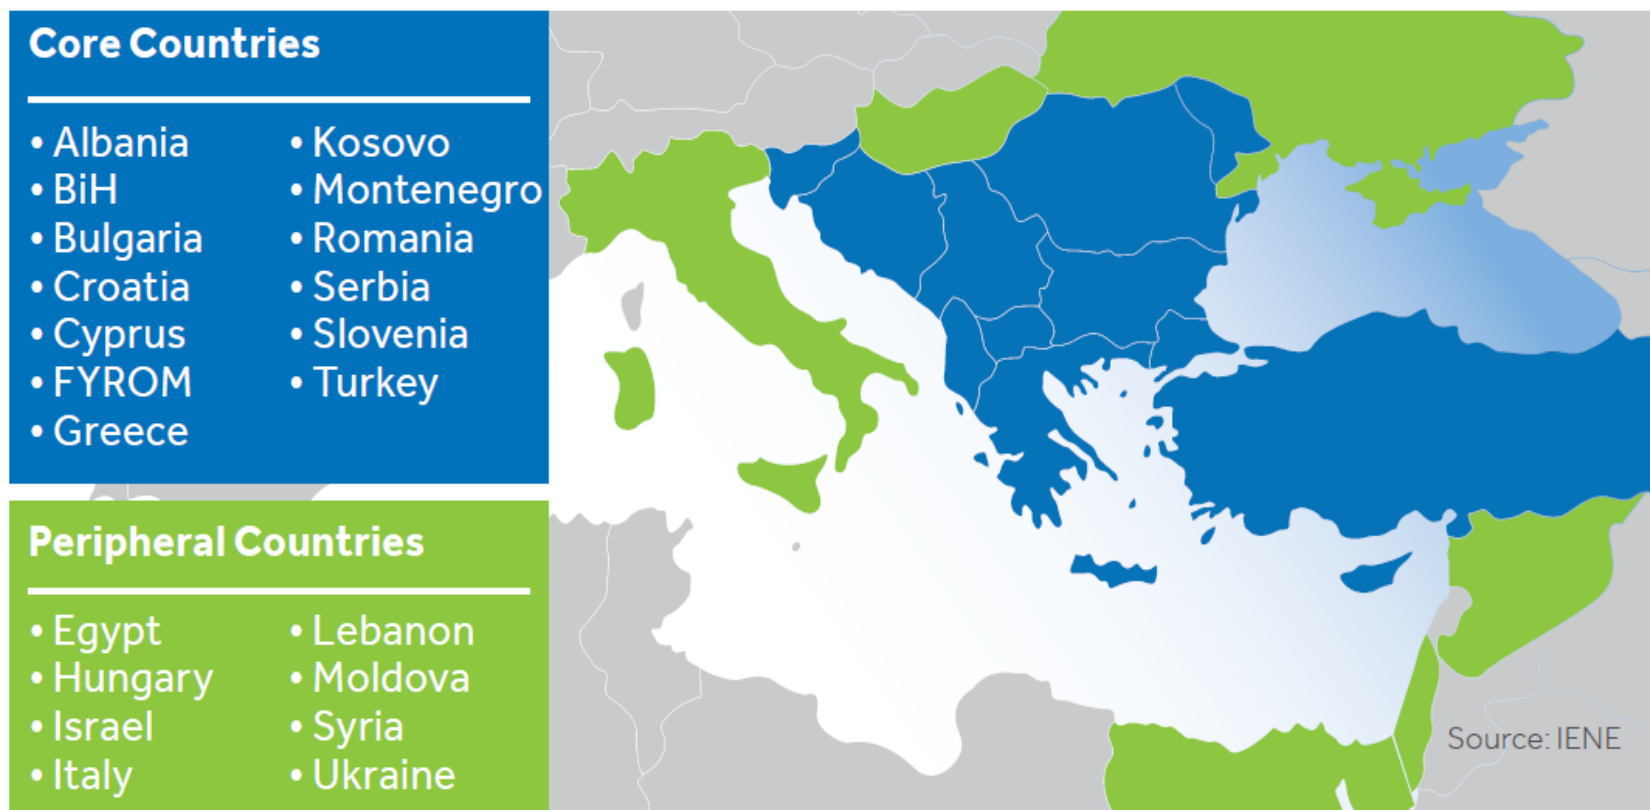 Core Countries
• Albania
• BiH
• Bulgaria
• Croatia
• Cyprus
• FYROM
• Greece
• Kosovo
• Montenegro
• Romania
• Serbia
• Slovenia
• Turkey
Peripheral Countries
• Egypt
• Hungary
• Israel
• Italy
• Lebanon
• Moldova
• Syria
• Ukraine
Source: IENE